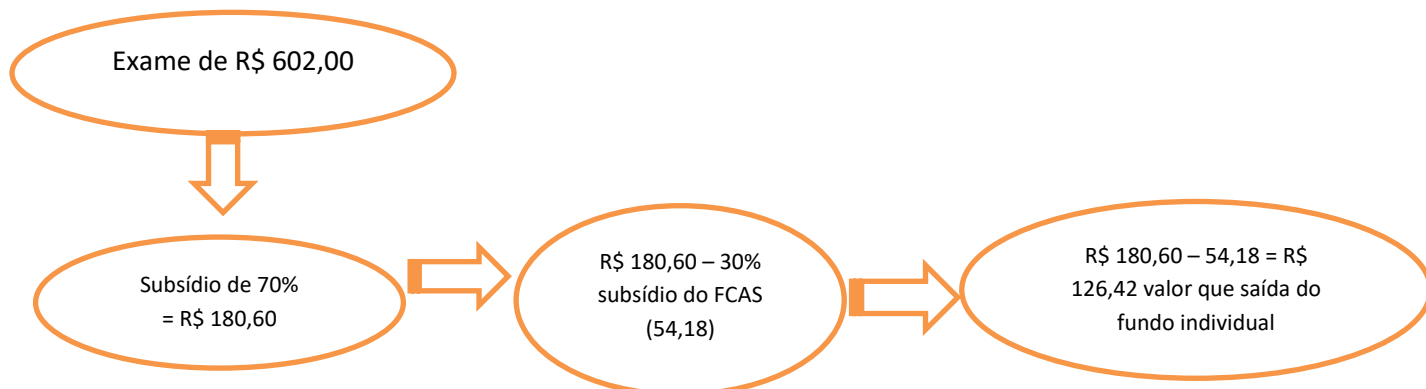 Exame de R$ 602,00
Subsídio de 70%
= R$ 180,60
R$ 180,60 – 30%
subsídio do FCAS
(54,18)
R$ 180,60 – 54,18 = R$
126,42 valor que saída do
fundo individual